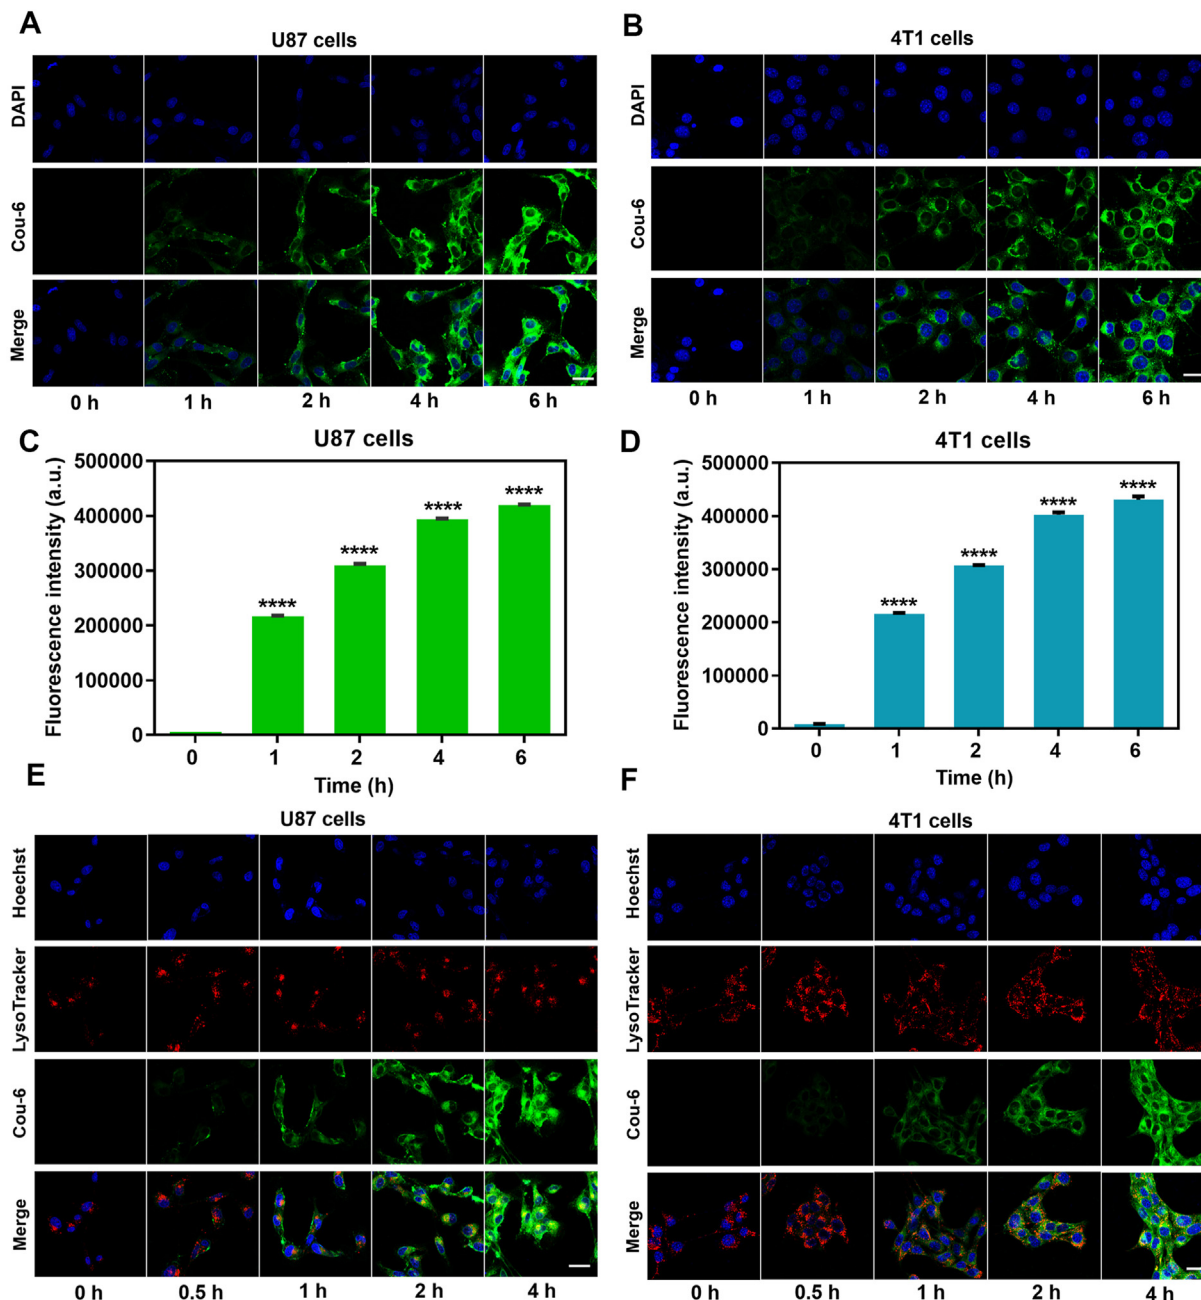 A
U87 cells
DAPI
Cou-6
Merge
0 h
1 h
2 h
4 h
6 h
B
4T1 cells
DAPI
Cou-6
Merge
0 h
1 h
2 h
4 h
6 h
C
U87 cells
Fluorescence intensity (a.u.)
500000
400000
300000
200000
100000
0
****
****
****
****
0
1
2
4
6
Time (h)
D
4T1 cells
Fluorescence intensity (a.u.)
500000
400000
300000
200000
100000
0
****
****
****
****
0
1
2
4
6
Time (h)
E
U87 cells
Hoechst
LysoTracker
Cou-6
Merge
0 h
0.5 h
1 h
2 h
4 h
F
4T1 cells
Hoechst
LysoTracker
Cou-6
Merge
0 h
0.5 h
1 h
2 h
4 h